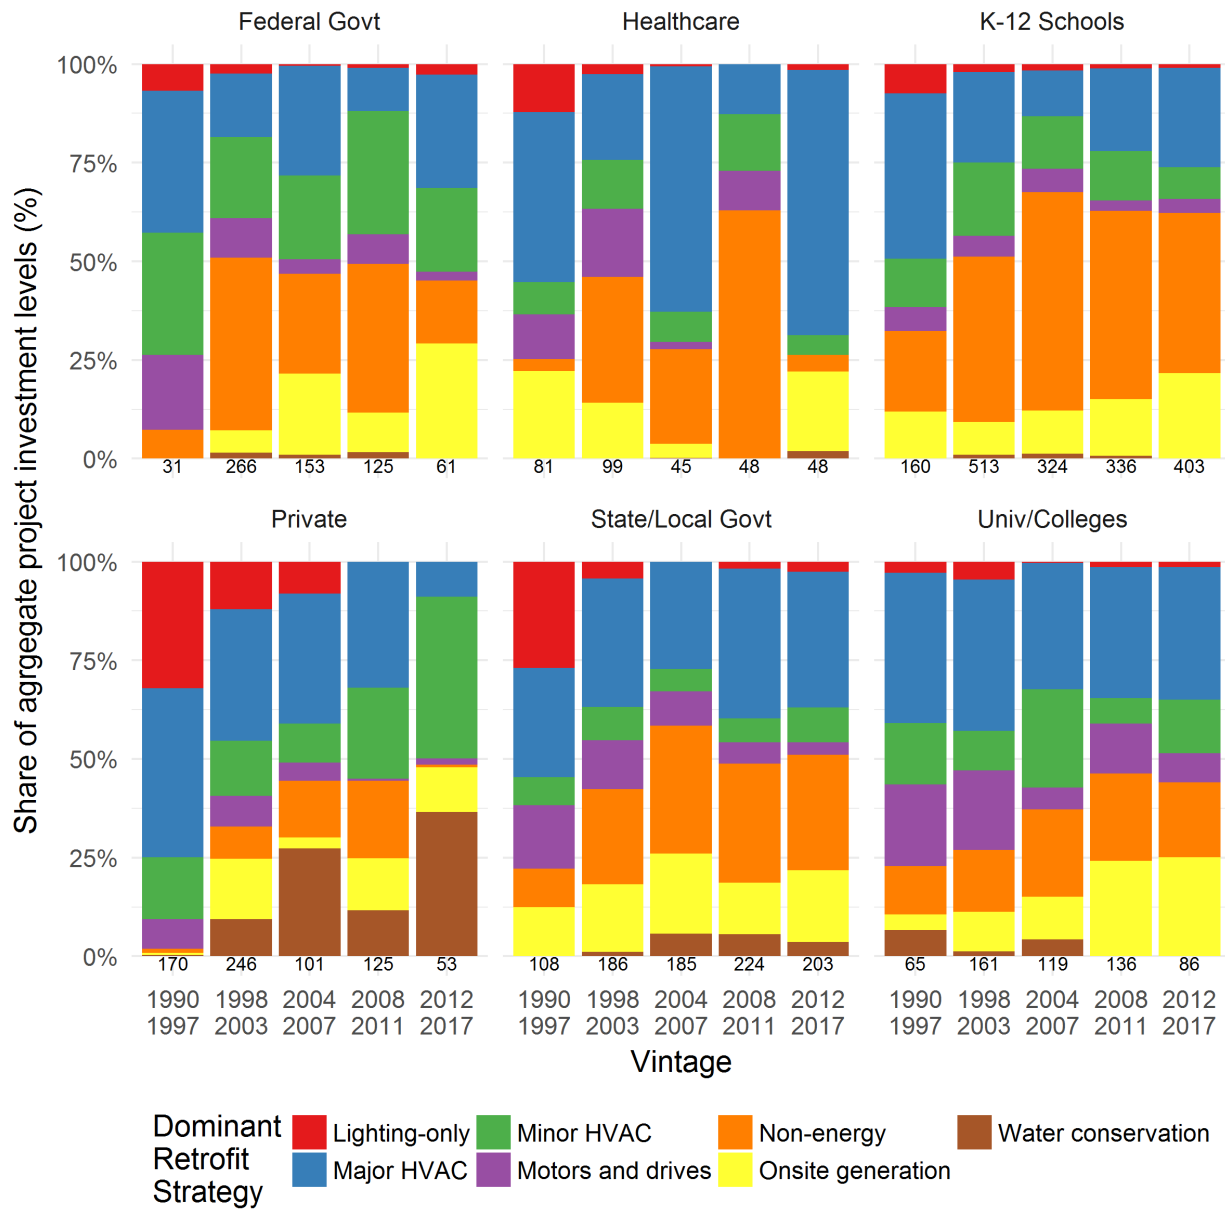 Federal Govt Healthcare K-12 Schools
100%
75%
50%
25%
0%
31 266 153 125 61 81 99 45 48 48 160 513 324 336 403
Private State/Local Govt Univ/Colleges
100%
75%
50%
25%
0%
170 246 101 125 53 108 186 185 224 203 65 161 119 136 86
1990 1998 2004 2008 2012 1990 1998 2004 2008 2012 1990 1998 2004 2008 2012
1997 2003 2007 2011 2017 1997 2003 2007 2011 2017 1997 2003 2007 2011 2017
Share of agrgegate project investment levels (%)
Vintage
Dominant
Retrofit
Strategy
Lighting-only Minor HVAC Non-energy Water conservation
Major HVAC Motors and drives Onsite generation